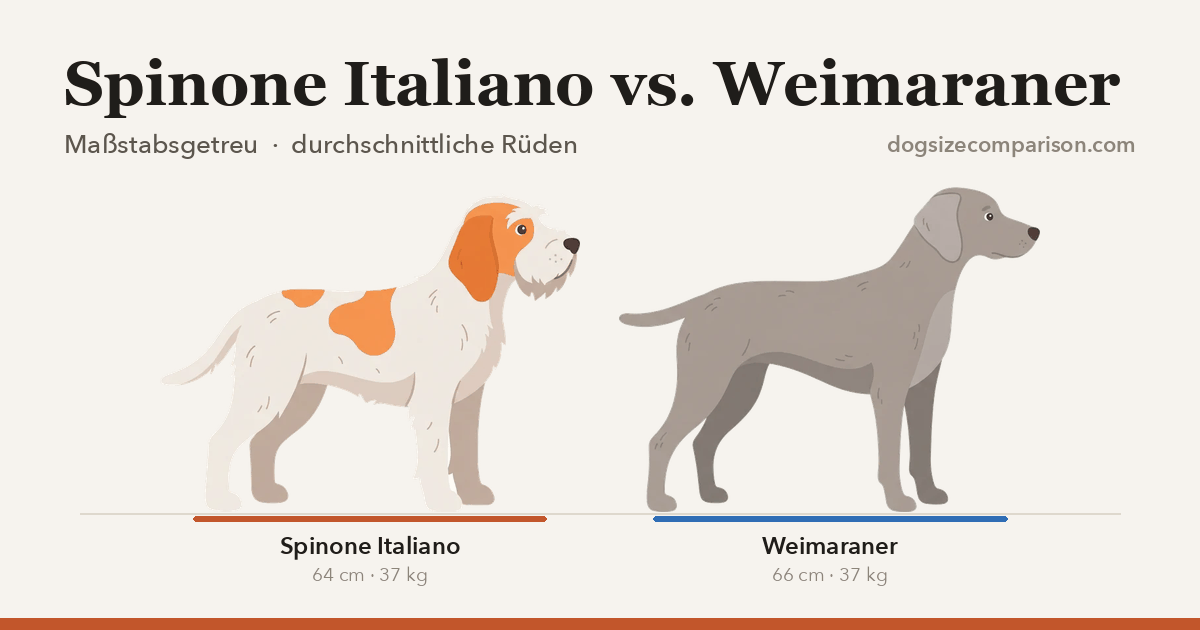 Spinone Italiano vs. Weimaraner
Maßstabsgetreu · durchschnittliche Rüden
dogsizecomparison.com
Spinone Italiano
64 cm · 37 kg
Weimaraner
66 cm · 37 kg